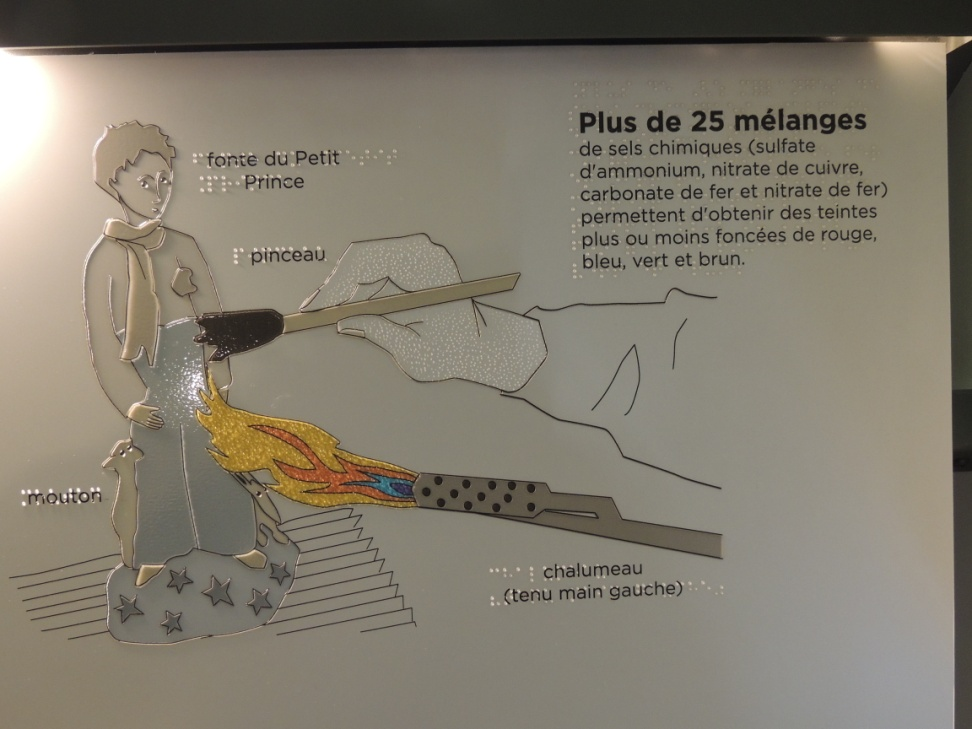 Plus de 25 mélanges
de sels chimiques (sulfate
d'ammonium, nitrate de cuivre,
carbonate de fer et nitrate de fer)
permettent d'obtenir des teintes
plus ou moins foncées de rouge,
bleu, vert et brun.
fonte du Petit
Prince
pinceau
mouton
chalumeau
(tenu main gauche)